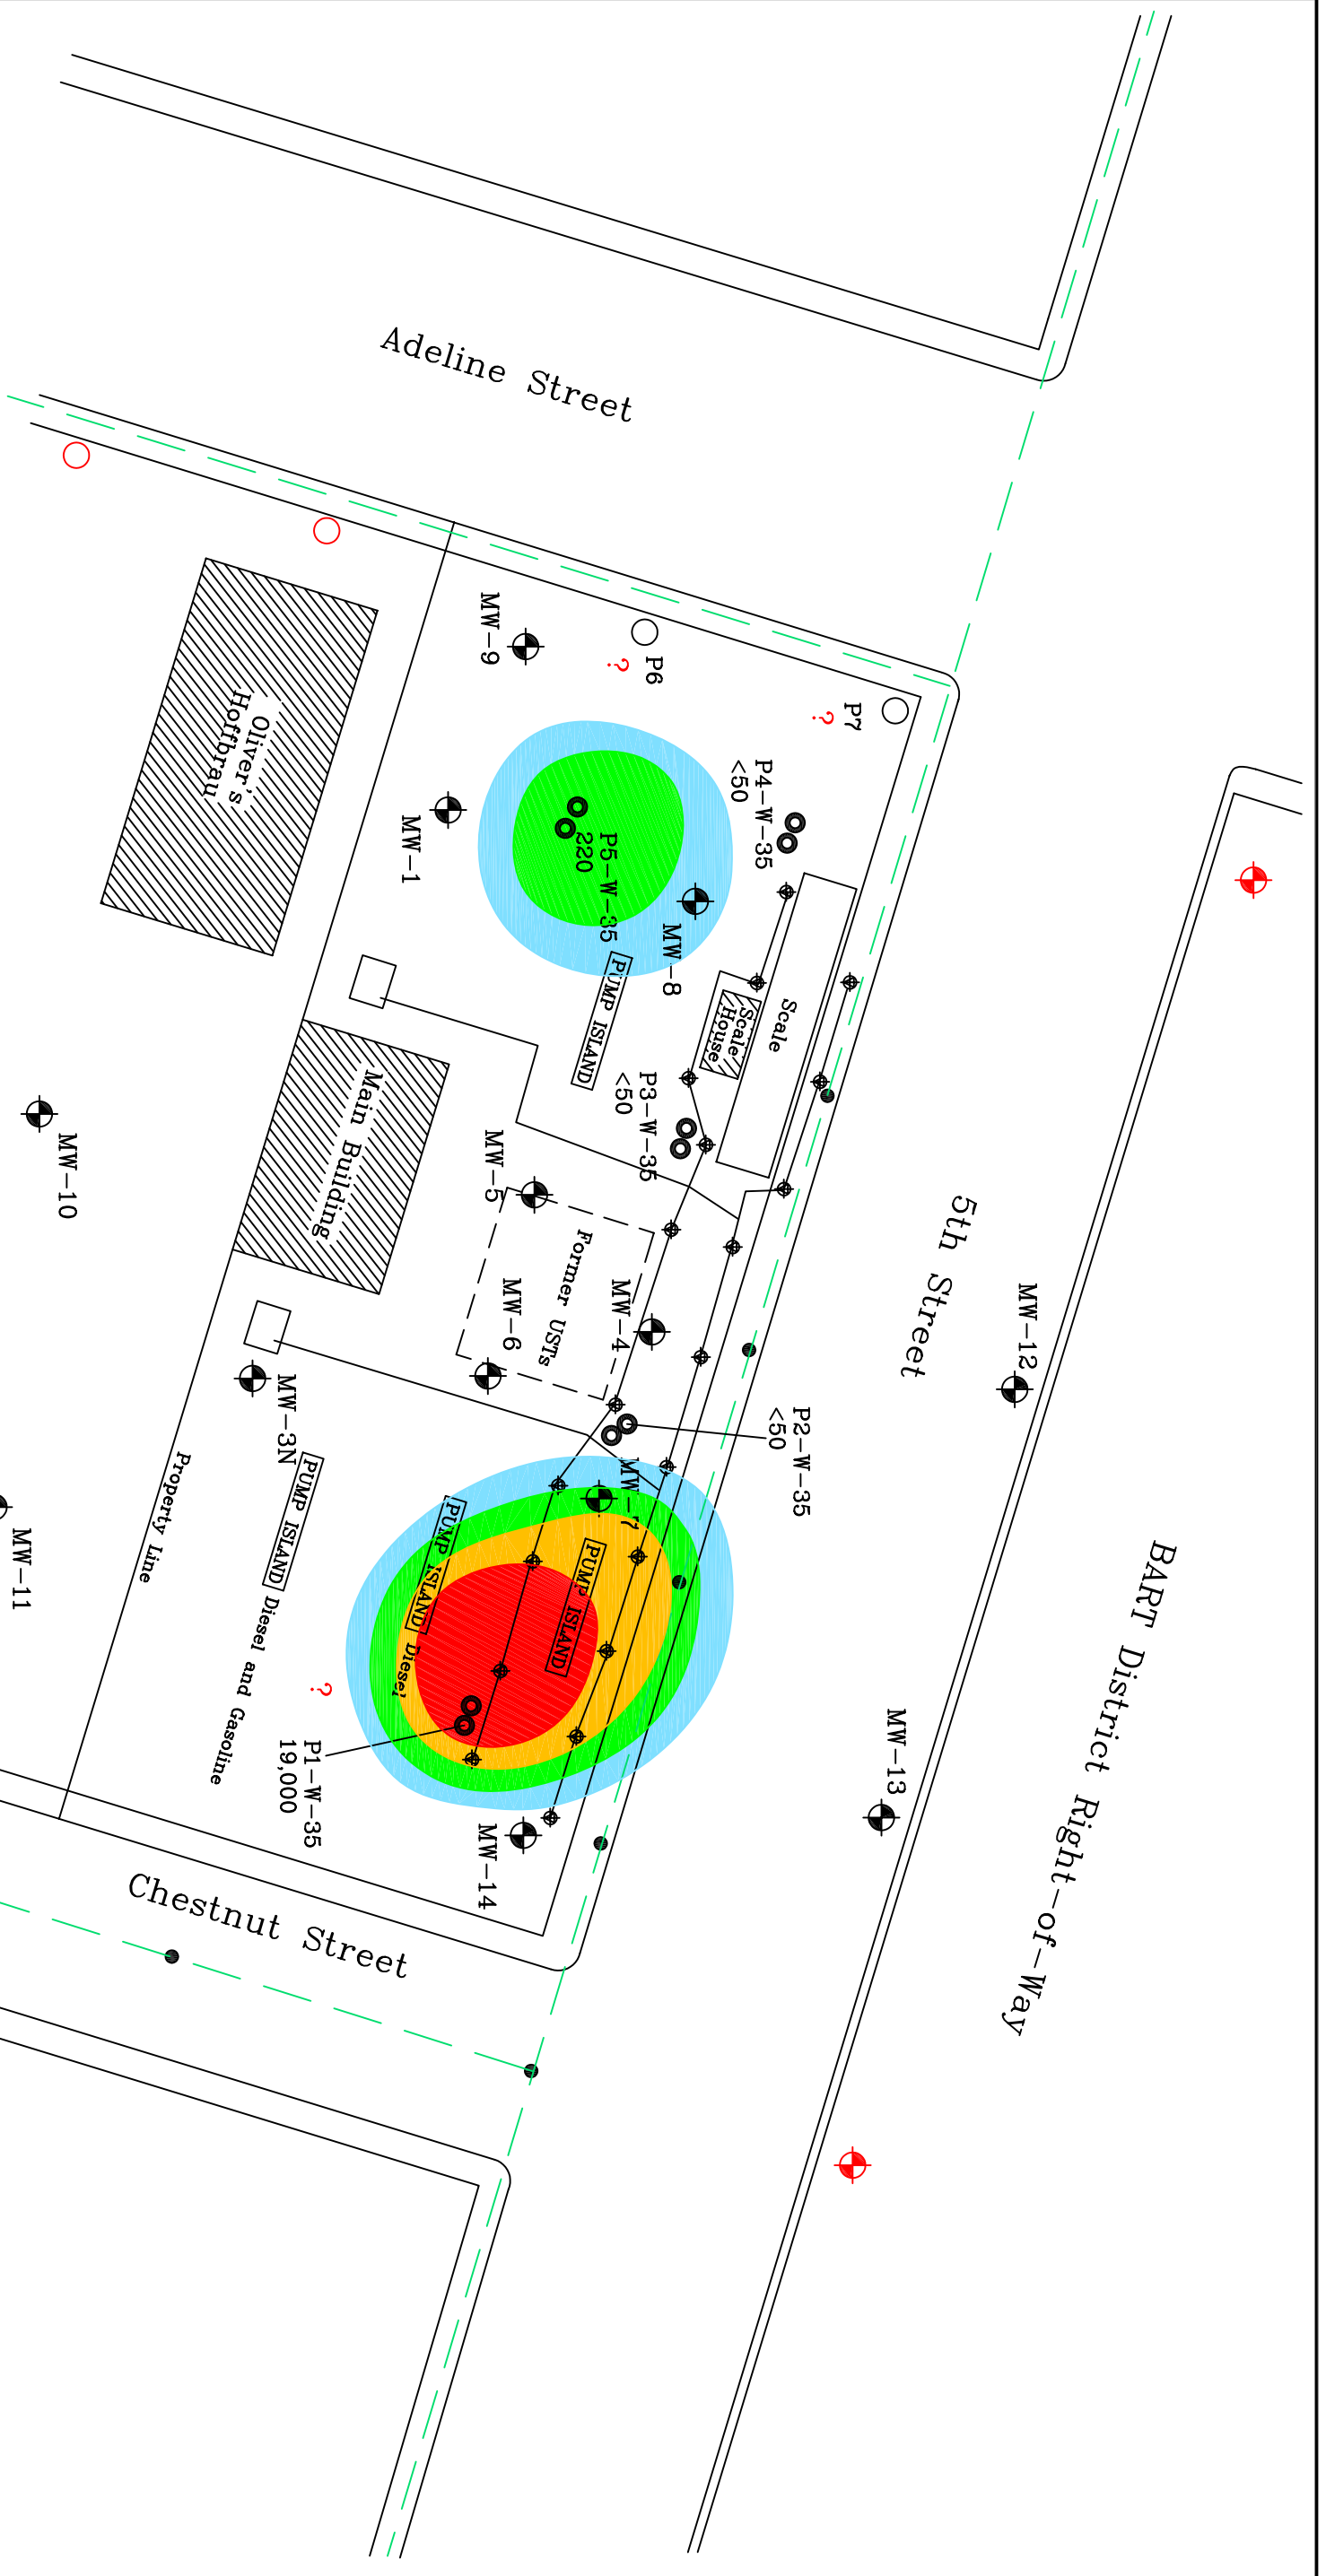 Adeline Street
MW-9
P6
?
P7
?
Oliver's
Hoffbrau
MW-1
P5-W-35
220
P4-W-35
<50
MW-8
PUMP ISLAND
Scale
Scale
House
P3-W-35
<50
Main Building
MW-10
MW-5
Former USTs
MW-6
MW-4
5th Street
MW-12
MW-3N
P2-W-35
<50
MW-7
PUMP ISLAND
PUMP ISLAND Diesel
PUMP ISLAND Diesel and Gasoline
Property Line
MW-11
?
P1-W-35
19,000
MW-14
MW-13
BART District Right-of-Way
Chestnut Street